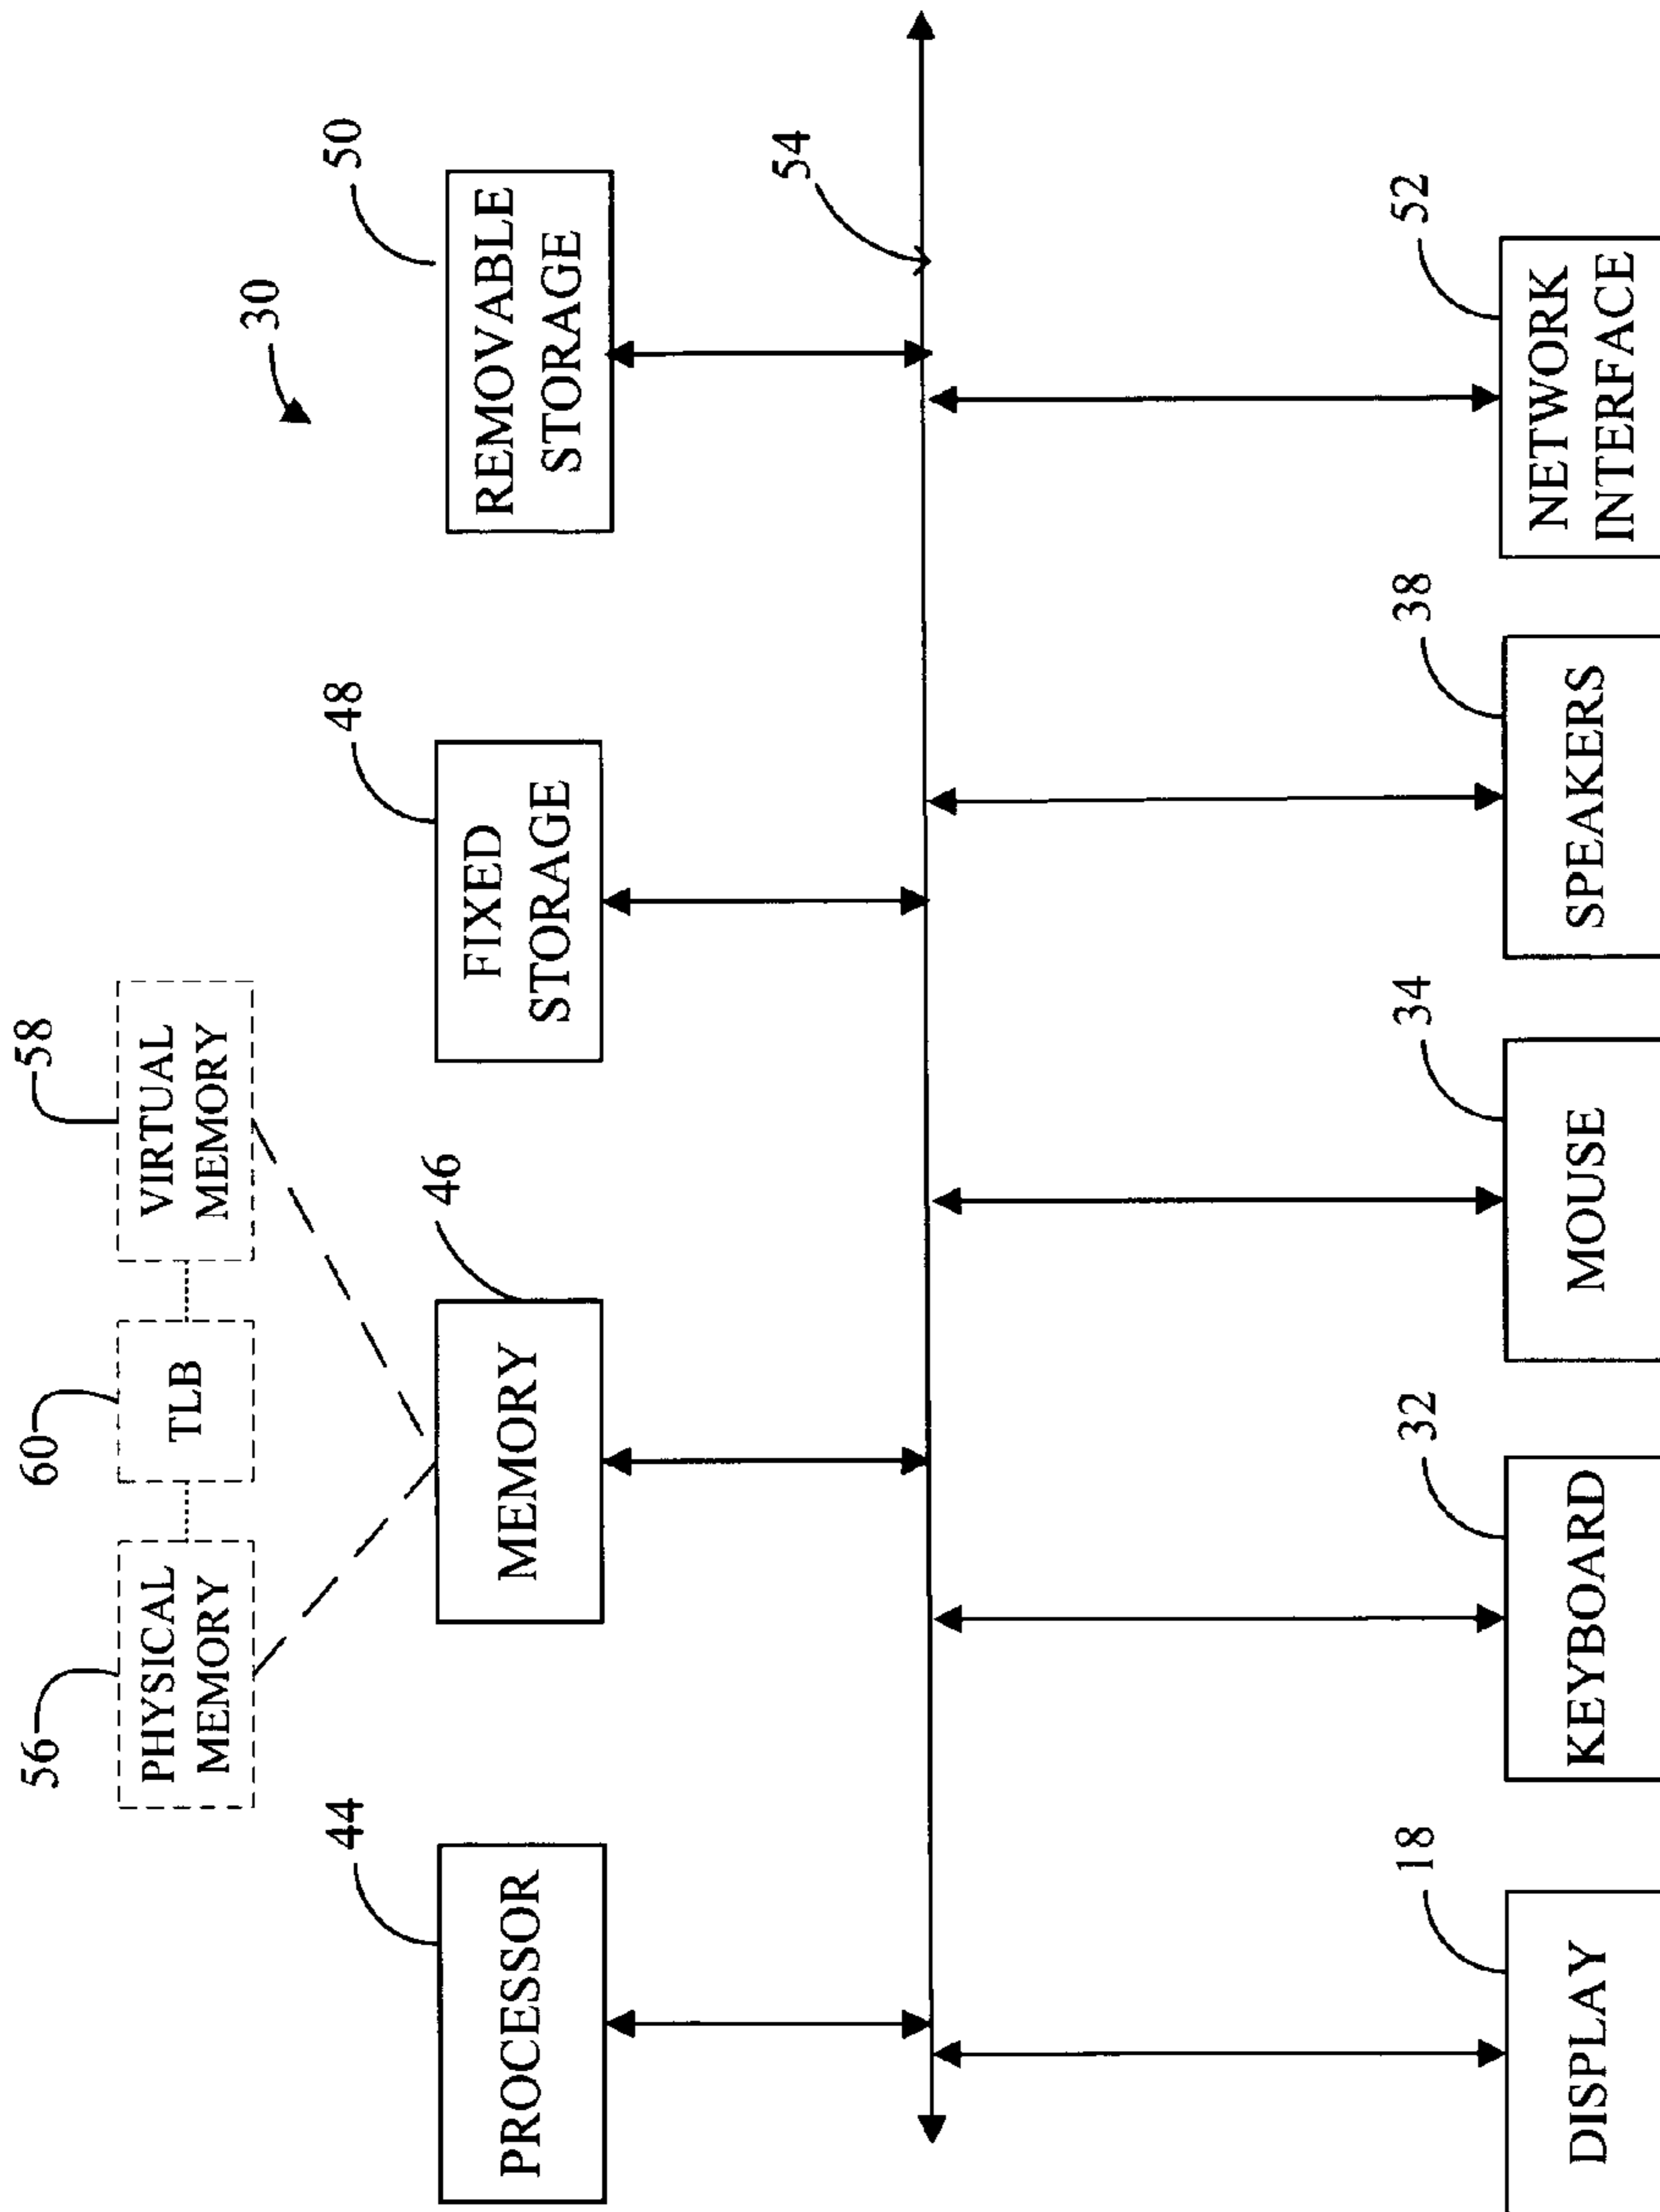 30
56
60
58
PHYSICAL
MEMORY
TLB
VIRTUAL
MEMORY
44
46
48
50
PROCESSOR
MEMORY
FIXED
STORAGE
REMOVABLE
STORAGE
54
18
32
34
38
52
DISPLAY
KEYBOARD
MOUSE
SPEAKERS
NETWORK
INTERFACE